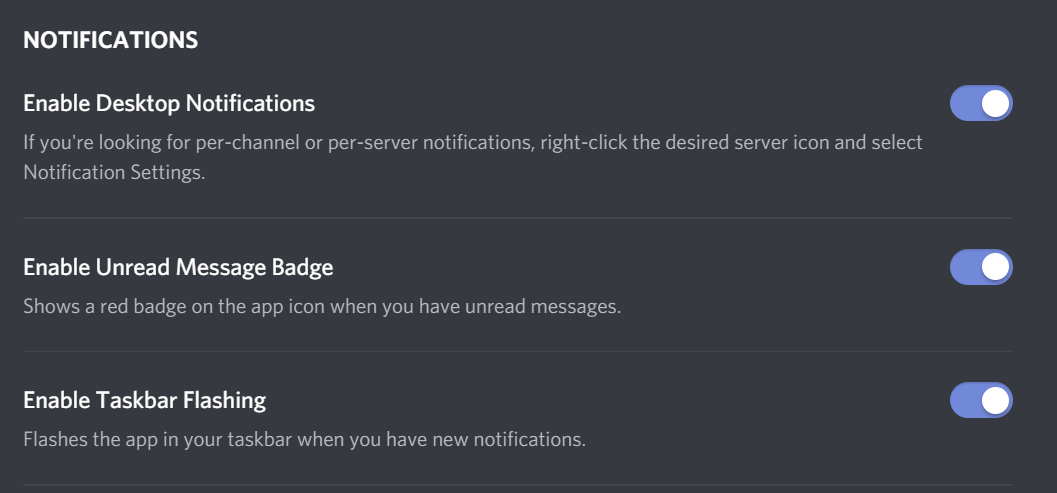 NOTIFICATIONS
Enable Desktop Notifications
If you're looking for per-channel or per-server notifications, right-click the desired server icon and select
Notification Settings.
Enable Unread Message Badge
Shows a red badge on the app icon when you have unread messages.
Enable Taskbar Flashing
Flashes the app in your taskbar when you have new notifications.